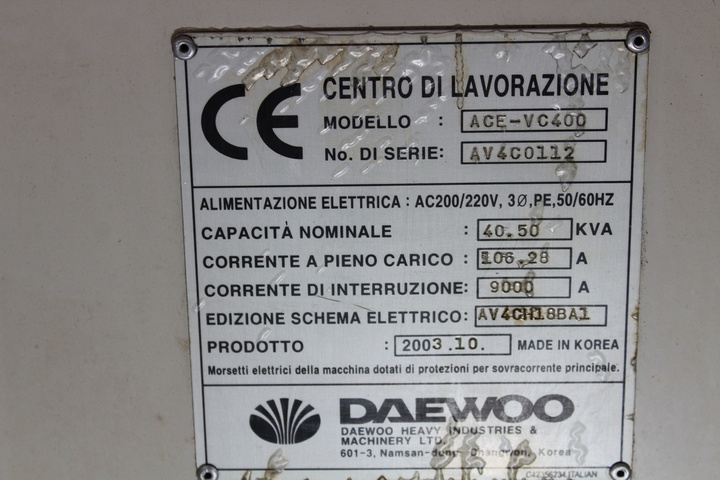 CE CENTRO DI LAVORAZIONE
MODELLO : ACE-VC400
No. DI SERIE: AV4C0112
ALIMENTAZIONE ELETTRICA : AC200/220V, 3Ø,PE,50/60HZ
CAPACITÀ NOMINALE : 40.50 KVA
CORRENTE A PIENO CARICO : 106.28 A
CORRENTE DI INTERRUZIONE: 9000 A
EDIZIONE SCHEMA ELETTRICO: AV4CH18BA1
PRODOTTO : 2003.10. MADE IN KOREA
Morsetti elettrici della macchina dotati di protezioni per sovracorrente principale.
DAEWOO
DAEWOO HEAVY INDUSTRIES &
MACHINERY LTD.
601-3, Namsan-dong Changwon, Korea
ITALIAN